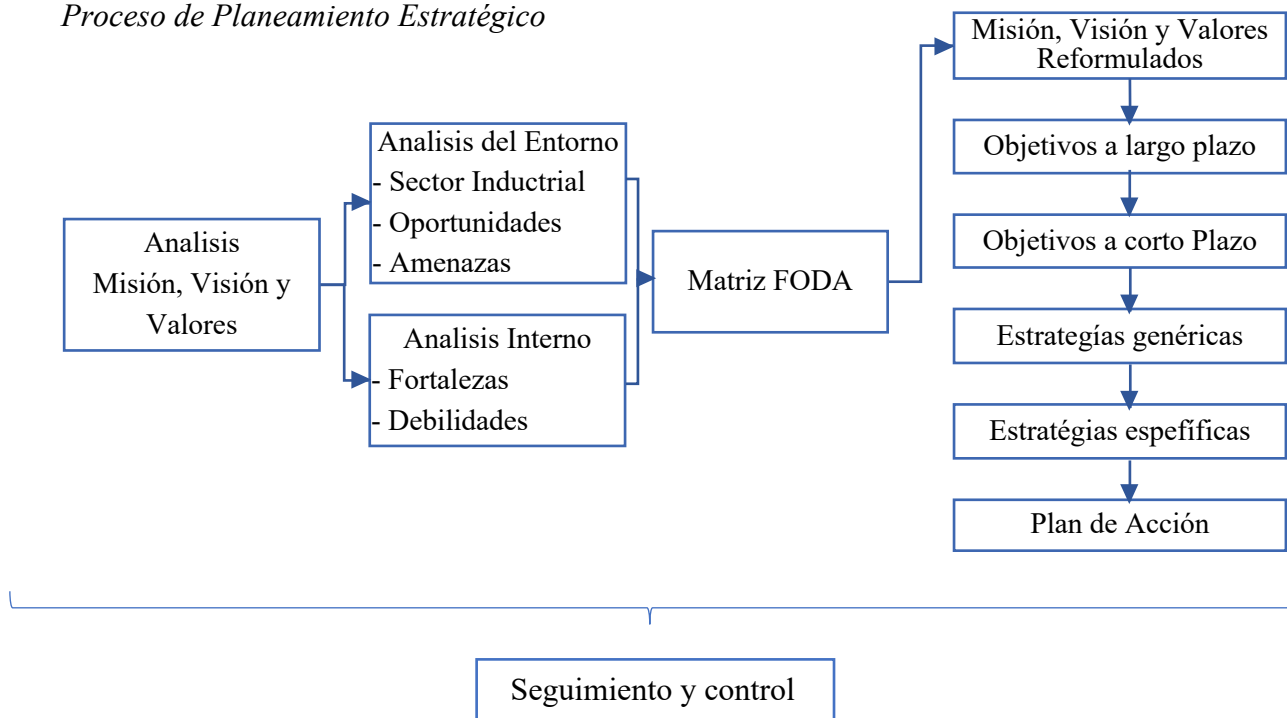 Proceso de Planeamiento Estratégico
Analisis
Misión, Visión y
Valores
Analisis del Entorno
- Sector Inductrial
- Oportunidades
- Amenazas
Analisis Interno
- Fortalezas
- Debilidades
Matriz FODA
Misión, Visión y Valores
Reformulados
Objetivos a largo plazo
Objetivos a corto Plazo
Estrategías genéricas
Estratégias espefíficas
Plan de Acción
Seguimiento y control